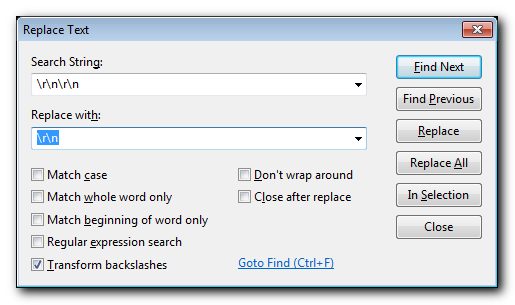 Replace Text
Search String:
\r\n\r\n
Find Next
Find Previous
Replace with:
\r\n
Replace
Replace All
In Selection
Close
Match case
Don't wrap around
Match whole word only
Close after replace
Match beginning of word only
Regular expression search
Transform backslashes
Goto Find (Ctrl+F)